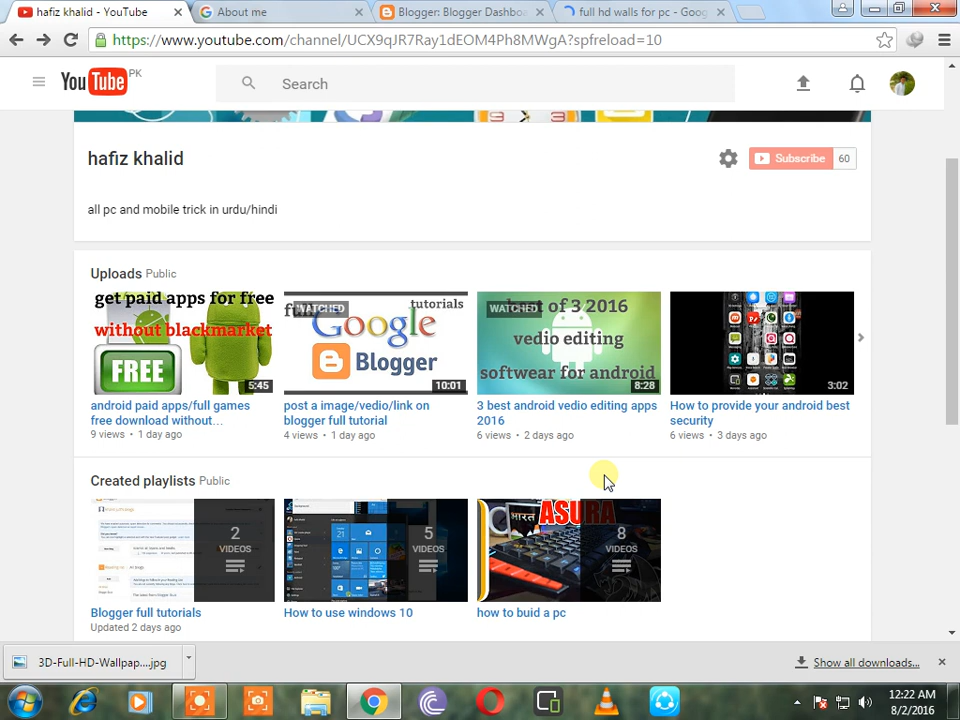 hafiz khalid - YouTube
About me
Blogger: Blogger Dashbo
full hd walls for pc - Goog
https://www.youtube.com/channel/UCX9qJR7Ray1dEOM4Ph8MWgA?spfreload=10
YouTube PK
Search
hafiz khalid
Subscribe 60
all pc and mobile trick in urdu/hindi
Uploads Public
get paid apps for free
without blackmarket
FREE
5:45
WATCHED
full
tutorials
Google
Blogger
10:01
WATCHED
best of 3 2016
vedio editing
softwear for android
8:28
3:02
android paid apps/full games
free download without...
9 views • 1 day ago
post a image/vedio/link on
blogger full tutorial
4 views • 1 day ago
3 best android vedio editing apps
2016
6 views • 2 days ago
How to provide your android best
security
6 views • 3 days ago
Created playlists Public
2
VIDEOS
5
VIDEOS
भारत
ASURA
8
VIDEOS
Blogger full tutorials
Updated 2 days ago
How to use windows 10
how to buid a pc
3D-Full-HD-Wallpap....jpg
Show all downloads...
12:22 AM
8/2/2016